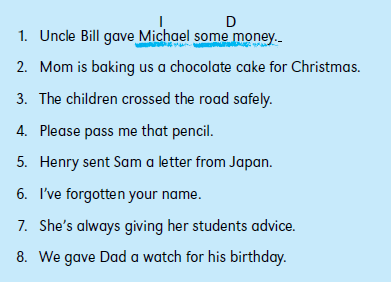 I D
1. Uncle Bill gave Michael some money.
2. Mom is baking us a chocolate cake for Christmas.
3. The children crossed the road safely.
4. Please pass me that pencil.
5. Henry sent Sam a letter from Japan.
6. I've forgotten your name.
7. She's always giving her students advice.
8. We gave Dad a watch for his birthday.